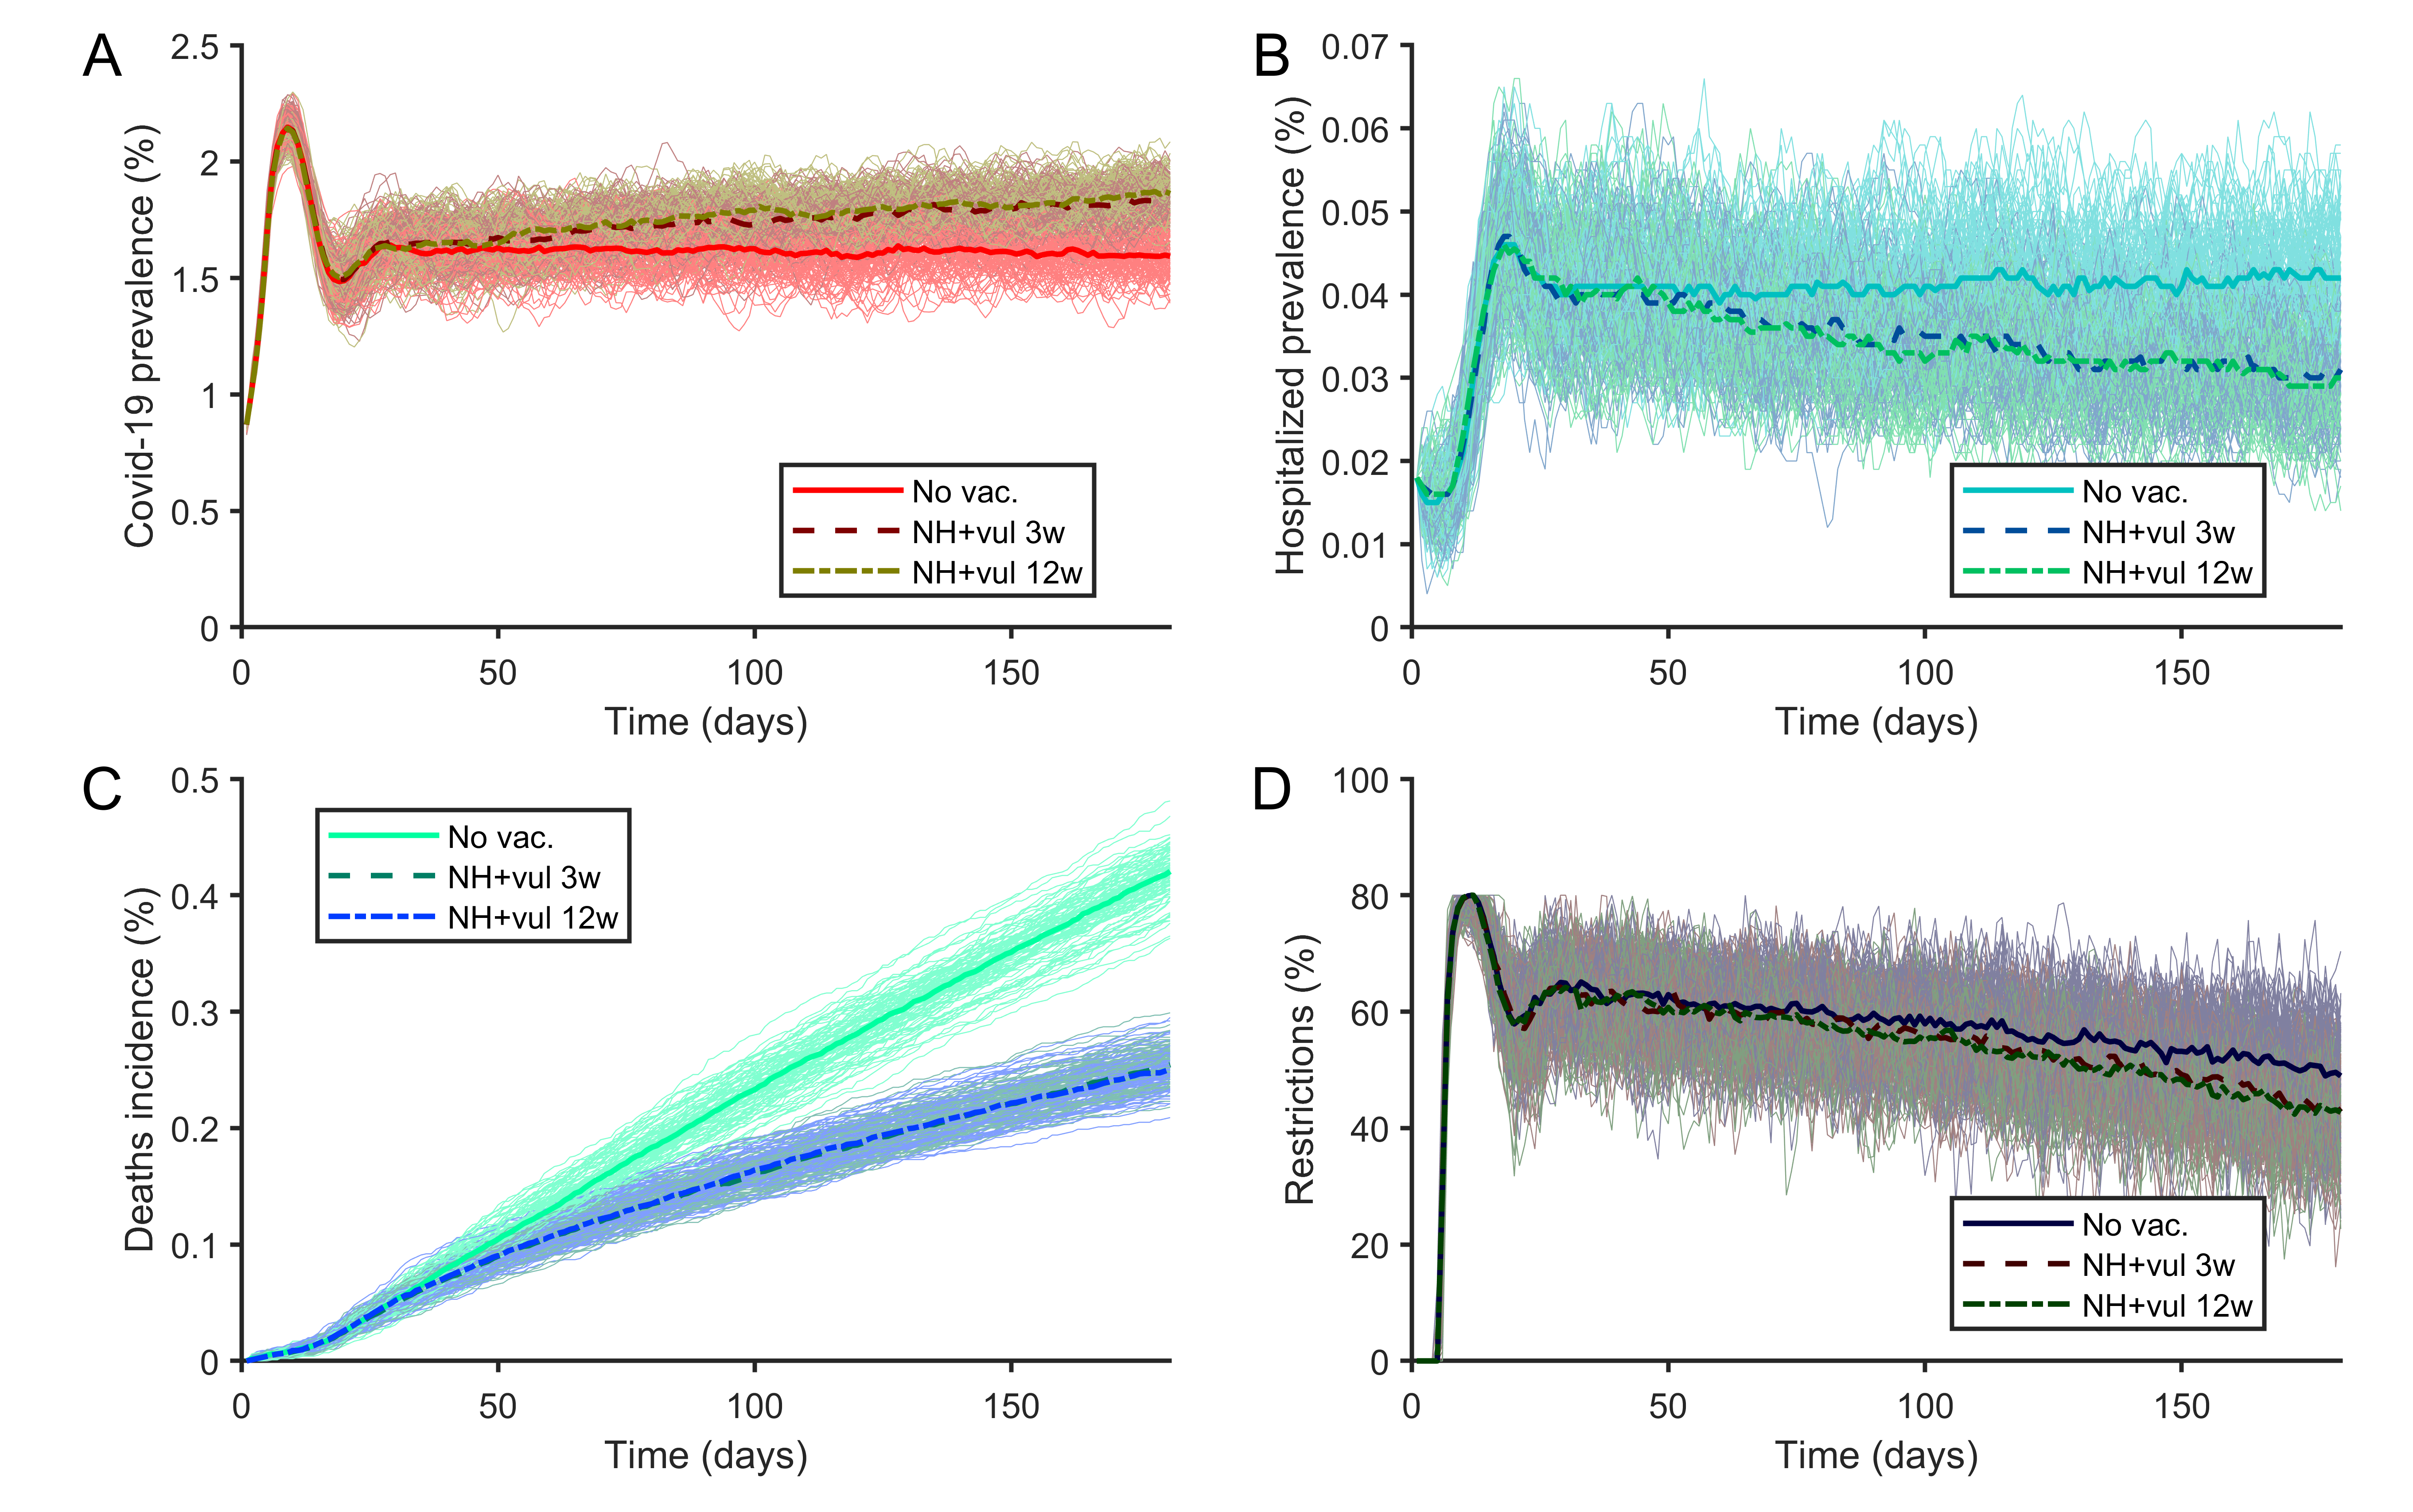 A
Covid-19 prevalence (%)
2.5
2
1.5
1
0.5
0
0 50 100 150
Time (days)
No vac.
NH+vul 3w
NH+vul 12w
B
Hospitalized prevalence (%)
0.07
0.06
0.05
0.04
0.03
0.02
0.01
0
0 50 100 150
Time (days)
No vac.
NH+vul 3w
NH+vul 12w
C
Deaths incidence (%)
0.5
0.4
0.3
0.2
0.1
0
0 50 100 150
Time (days)
No vac.
NH+vul 3w
NH+vul 12w
D
Restrictions (%)
100
80
60
40
20
0
0 50 100 150
Time (days)
No vac.
NH+vul 3w
NH+vul 12w